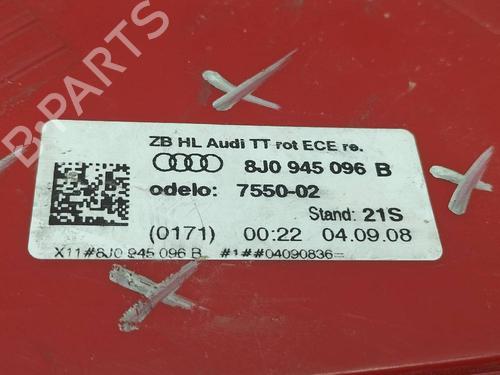 ZB HL Audi TT rot ECE re.
8J0 945 096 B
odelo: 7550-02
Stand: 21S
(0171) 00:22 04.09.08
X11#8J0 945 096 B #1##04090836=
B-PARTS